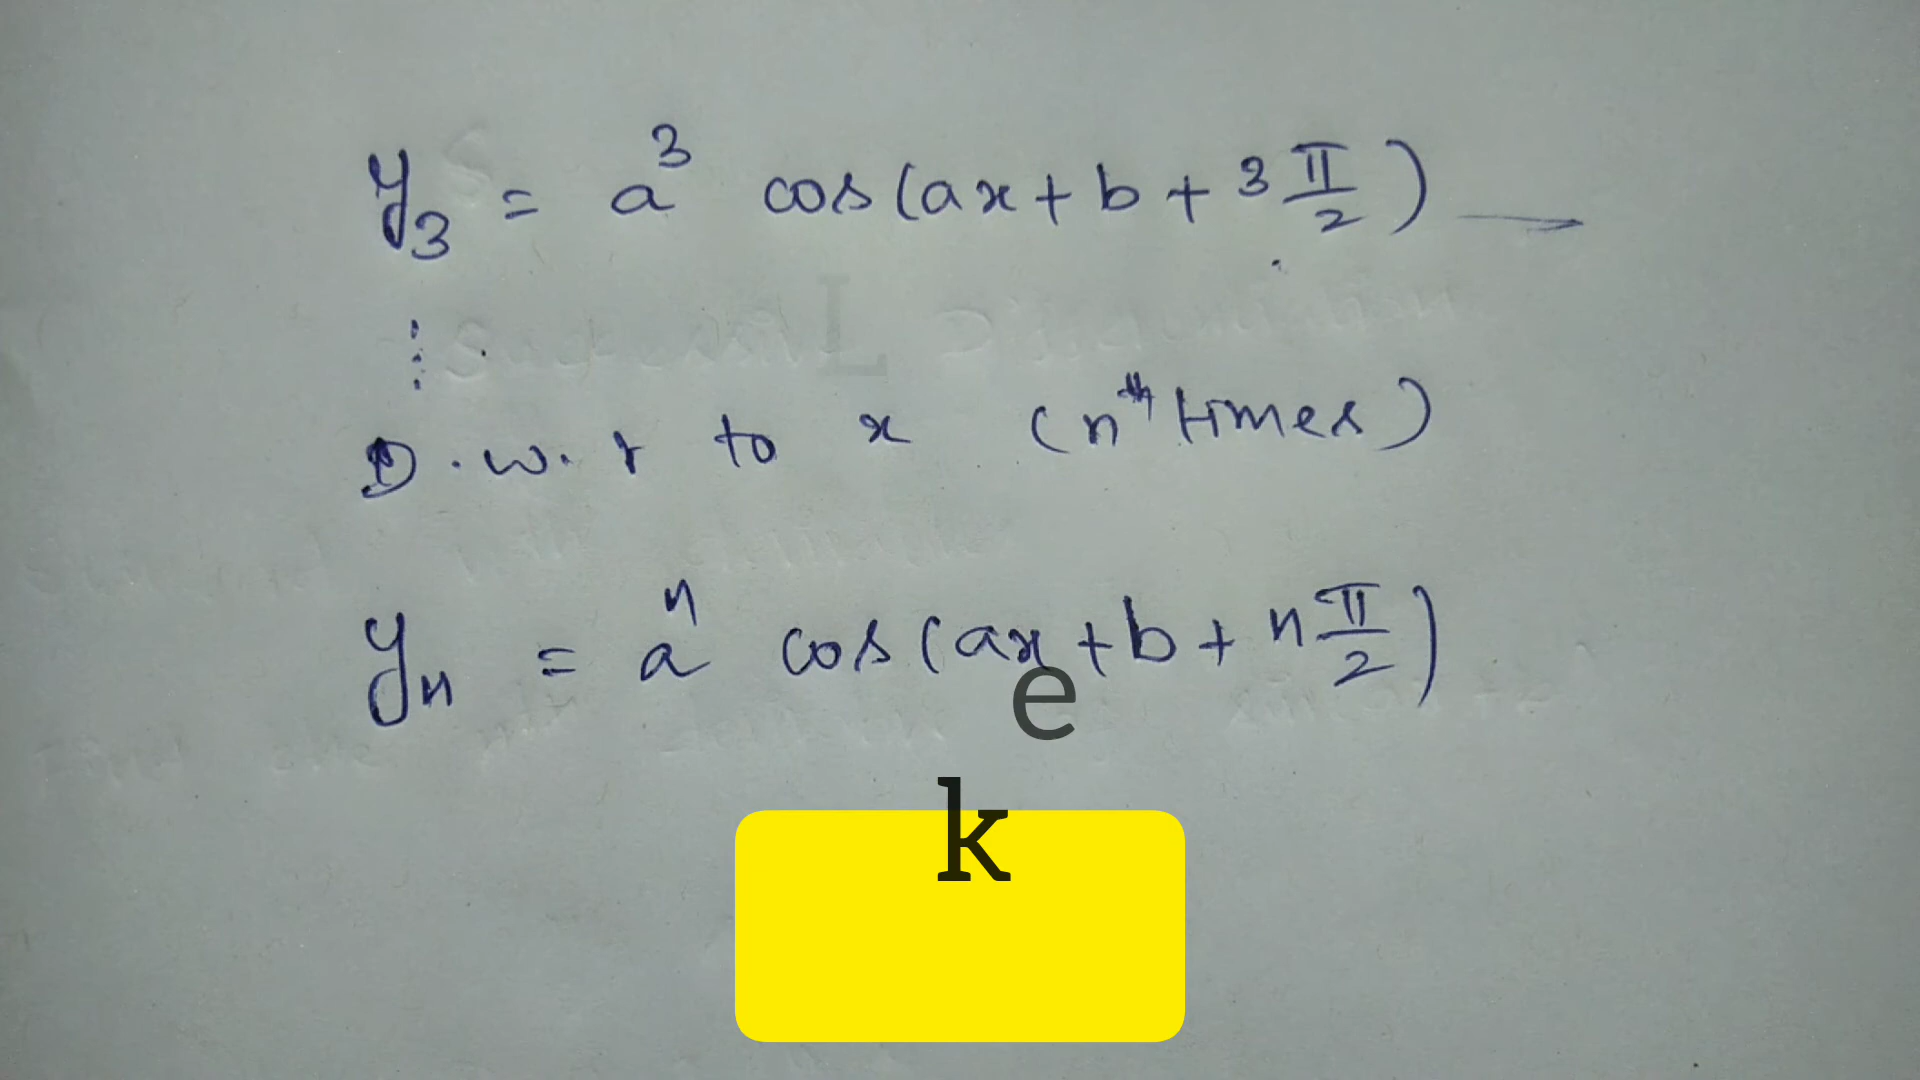 y₃ = a³ cos(ax+b+3π/2) →
⋮
D.w.r to x (nᵗʰ times)
yₙ = aⁿ cos(ax+b+nπ/2)
e
k